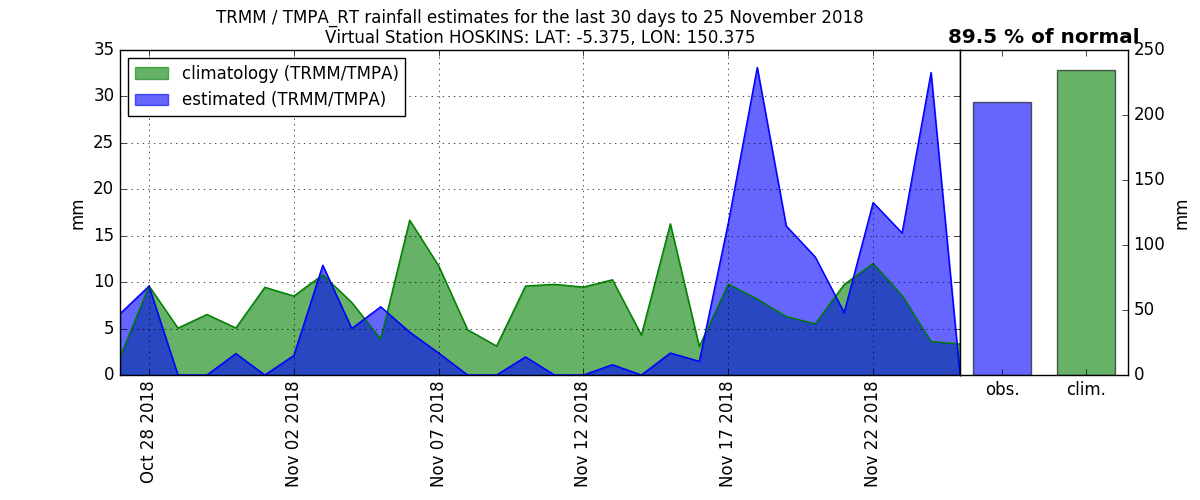 TRMM / TMPA_RT rainfall estimates for the last 30 days to 25 November 2018
Virtual Station HOSKINS: LAT: -5.375, LON: 150.375
89.5 % of normal
climatology (TRMM/TMPA)
estimated (TRMM/TMPA)
35
30
25
20
15
10
5
0
mm
Oct 28 2018
Nov 02 2018
Nov 07 2018
Nov 12 2018
Nov 17 2018
Nov 22 2018
obs.
clim.
250
200
150
100
50
0
mm